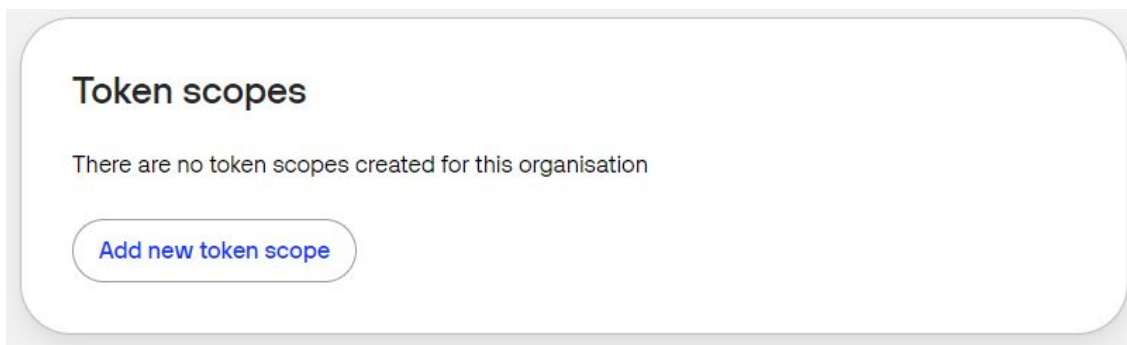 Token scopes
There are no token scopes created for this organisation
Add new token scope